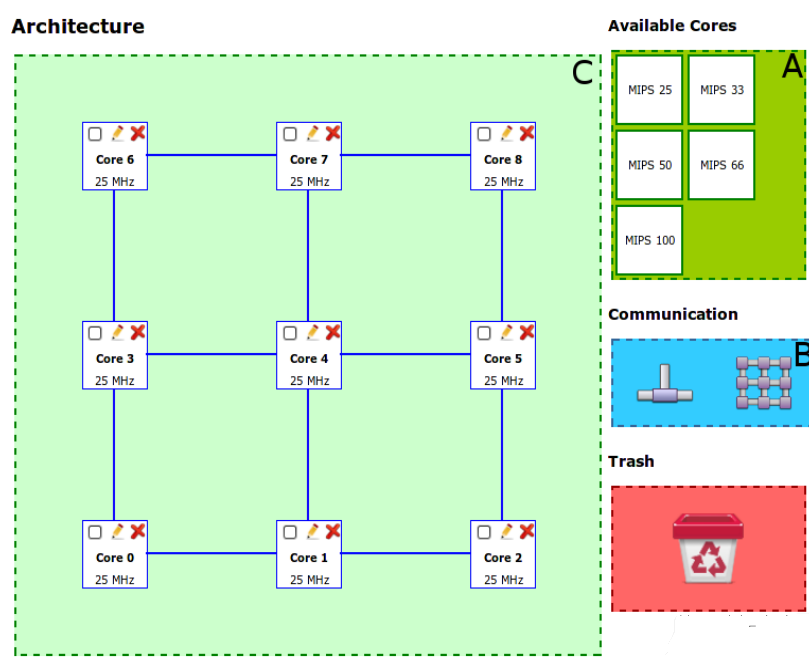 Architecture
C
Core 6
25 MHz
Core 7
25 MHz
Core 8
25 MHz
Core 3
25 MHz
Core 4
25 MHz
Core 5
25 MHz
Core 0
25 MHz
Core 1
25 MHz
Core 2
25 MHz
Available Cores
A
MIPS 25
MIPS 33
MIPS 50
MIPS 66
MIPS 100
Communication
B
Trash